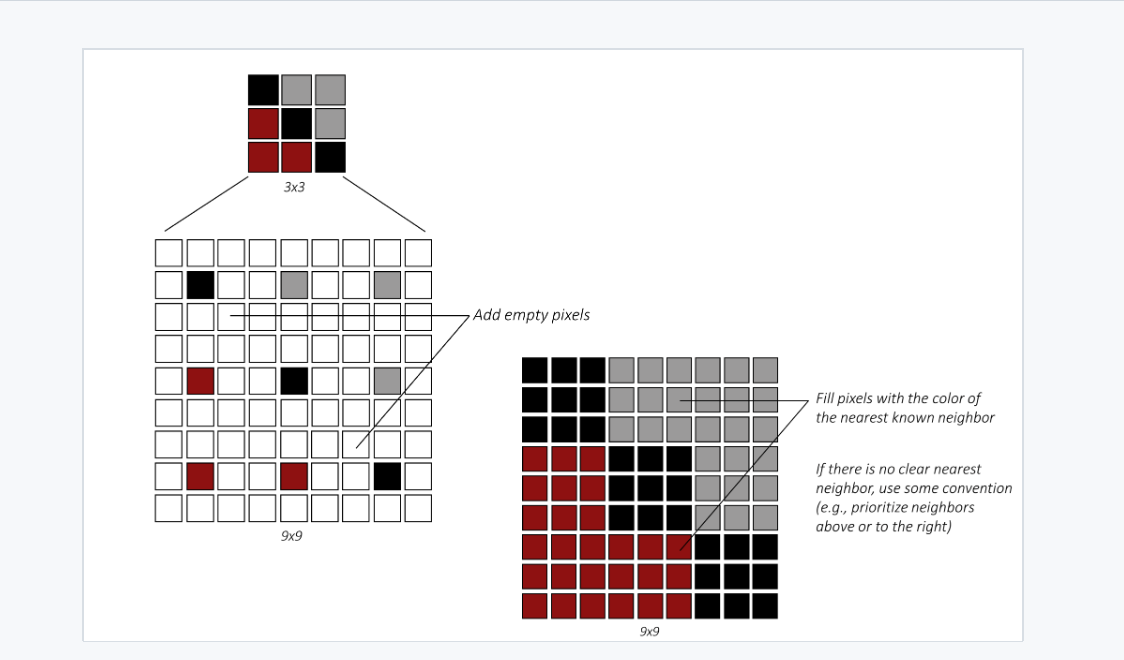 3x3
Add empty pixels
9x9
Fill pixels with the color of
the nearest known neighbor
If there is no clear nearest
neighbor, use some convention
(e.g., prioritize neighbors
above or to the right)
9x9